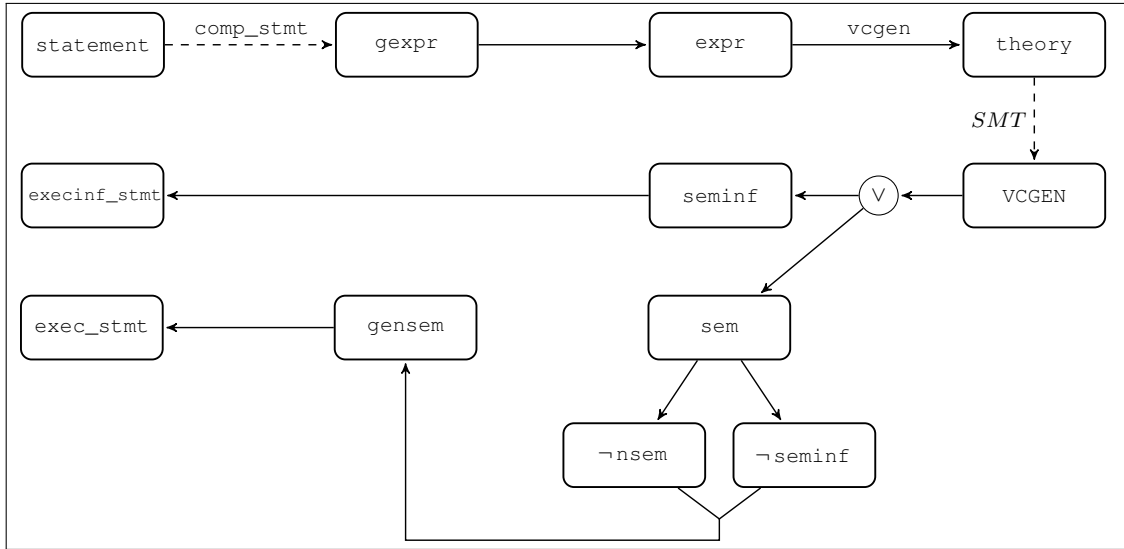 comp_stmt vcgen
statement gexpr expr theory
SMT
execinf_stmt seminf ∨ VCGEN
exec_stmt gensem sem
¬nsem ¬seminf